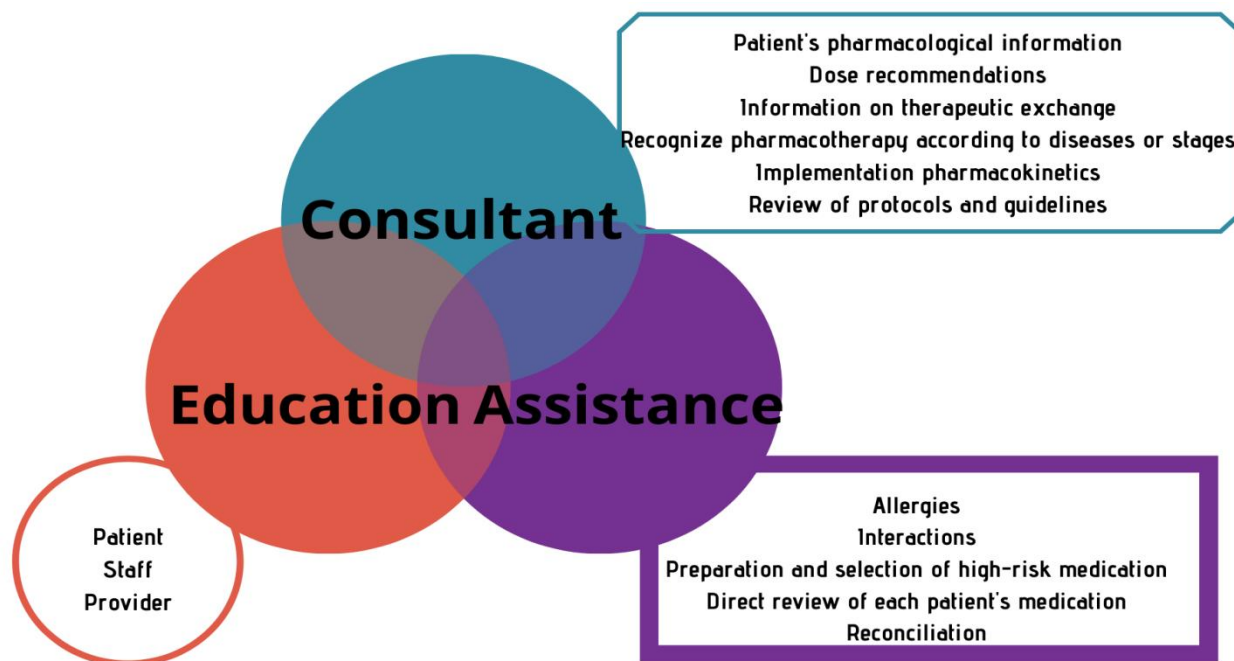 Patient's pharmacological information
Dose recommendations
Information on therapeutic exchange
Recognize pharmacotherapy according to diseases or stages
Implementation pharmacokinetics
Review of protocols and guidelines
Consultant
Education
Assistance
Patient
Staff
Provider
Allergies
Interactions
Preparation and selection of high-risk medication
Direct review of each patient's medication
Reconciliation